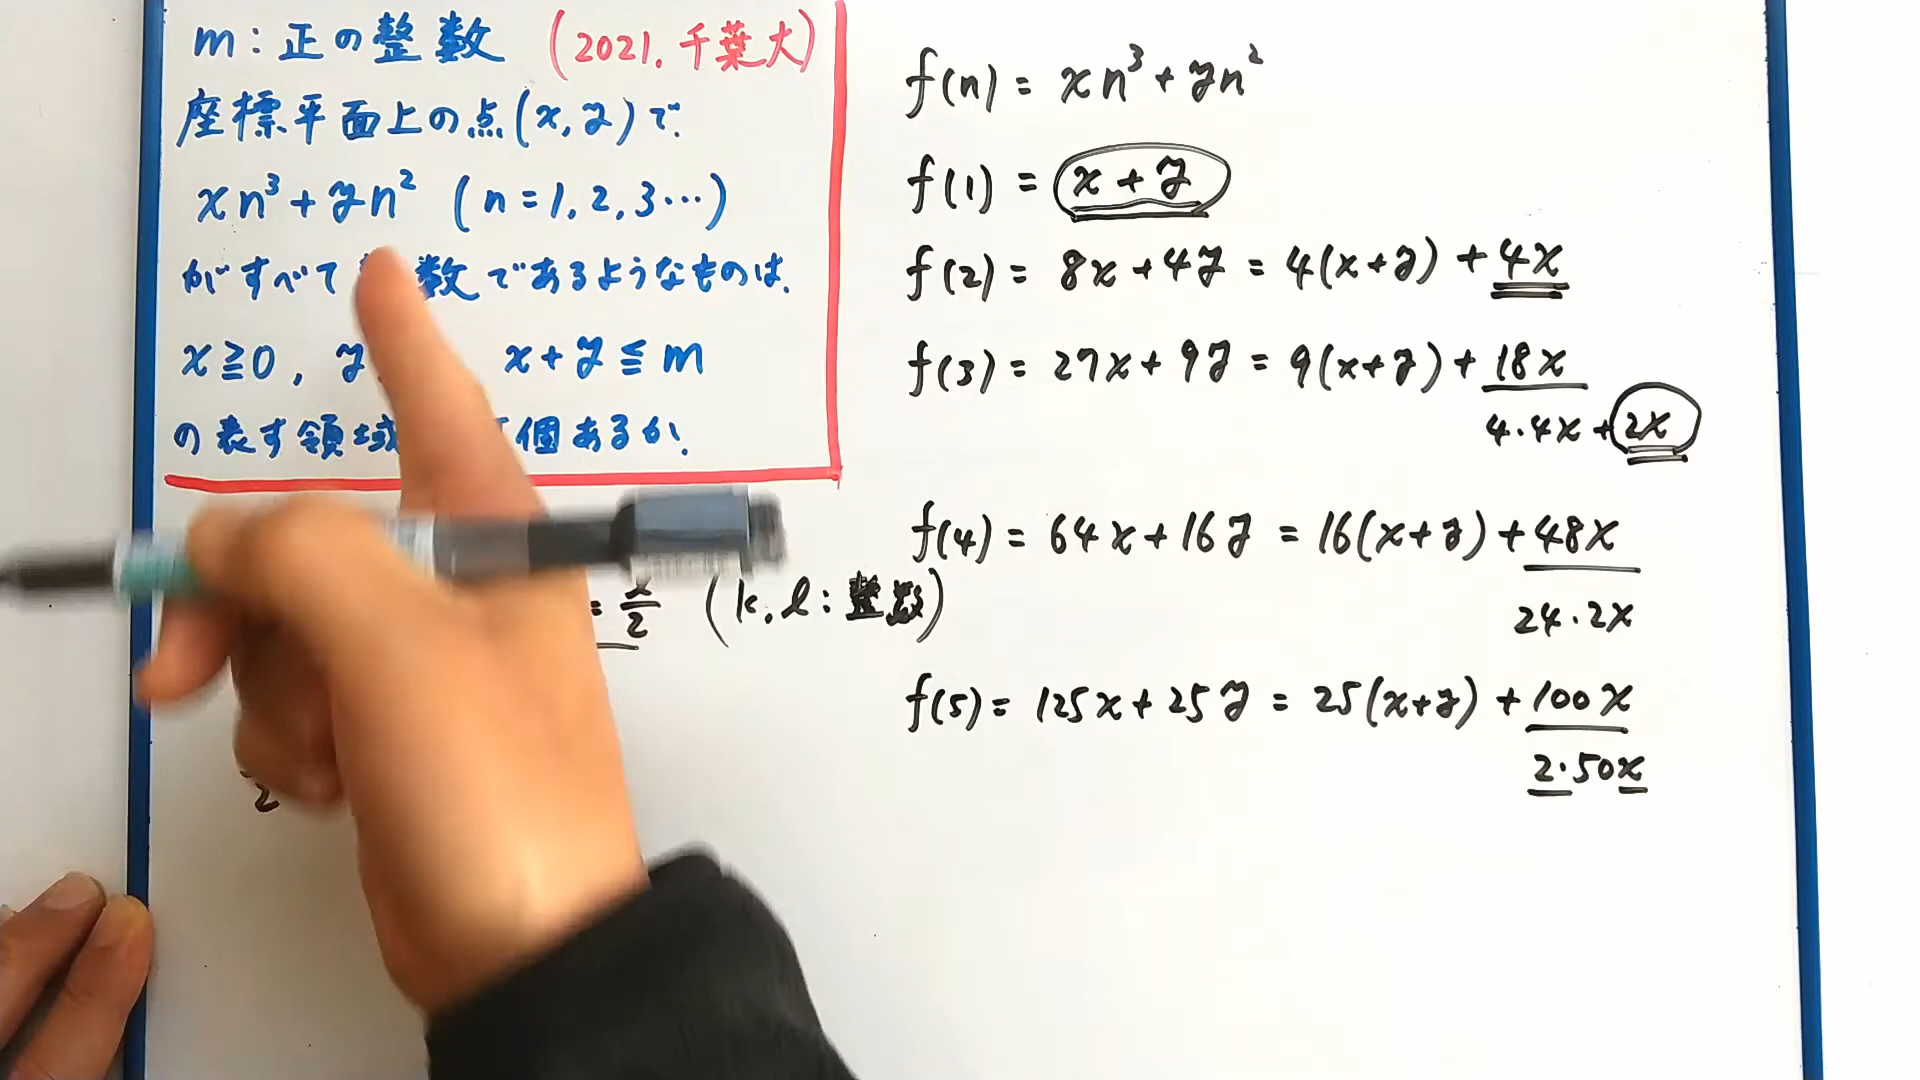 m:正の整数 (2021.千葉大)
座標平面上の点(x,y)で.
xn³+yn² (n=1,2,3…)
がすべて 数であるようなものは.
x≧0, y x+y≦m
の表す領域 個あるか.
f(n)=xn³+yn²
f(1)=x+y
f(2)=8x+4y=4(x+y)+4x
f(3)=27x+9y=9(x+y)+18x
4·4x+2x
f(4)=64x+16y=16(x+y)+48x
24·2x
(k,l:整数)
f(5)=125x+25y=25(x+y)+100x
2·50x
2